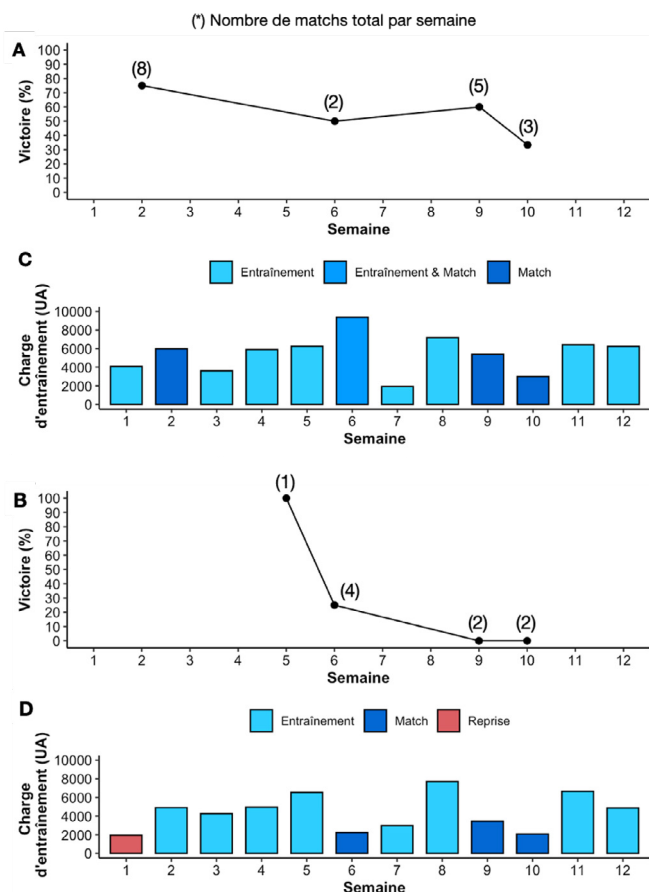 (*) Nombre de matchs total par semaine
A
Victoire (%)
100
90
80
70
60
50
40
30
20
10
0
(8)
(2)
(5)
(3)
1 2 3 4 5 6 7 8 9 10 11 12
Semaine
C
Entraînement Entraînement & Match Match
Charge
d'entraînement (UA)
10000
8000
6000
4000
2000
0
1 2 3 4 5 6 7 8 9 10 11 12
Semaine
B
Victoire (%)
100
90
80
70
60
50
40
30
20
10
0
(1)
(4)
(2)
(2)
1 2 3 4 5 6 7 8 9 10 11 12
Semaine
D
Entraînement Match Reprise
Charge
d'entraînement (UA)
10000
8000
6000
4000
2000
0
1 2 3 4 5 6 7 8 9 10 11 12
Semaine